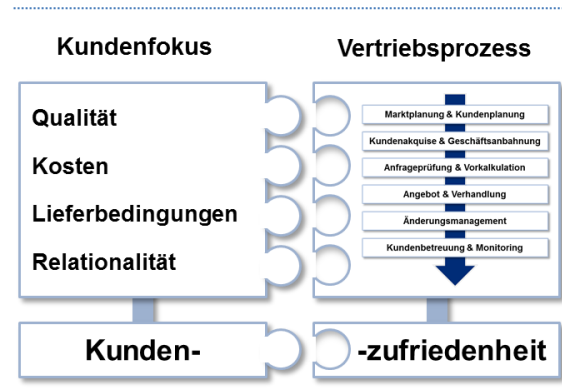 Kundenfokus
Vertriebsprozess
Qualität
Kosten
Lieferbedingungen
Relationalität
Marktplanung & Kundenplanung
Kundenakquise & Geschäftsanbahnung
Anfrageprüfung & Vorkalkulation
Angebot & Verhandlung
Änderungsmanagement
Kundenbetreuung & Monitoring
Kunden-
-zufriedenheit